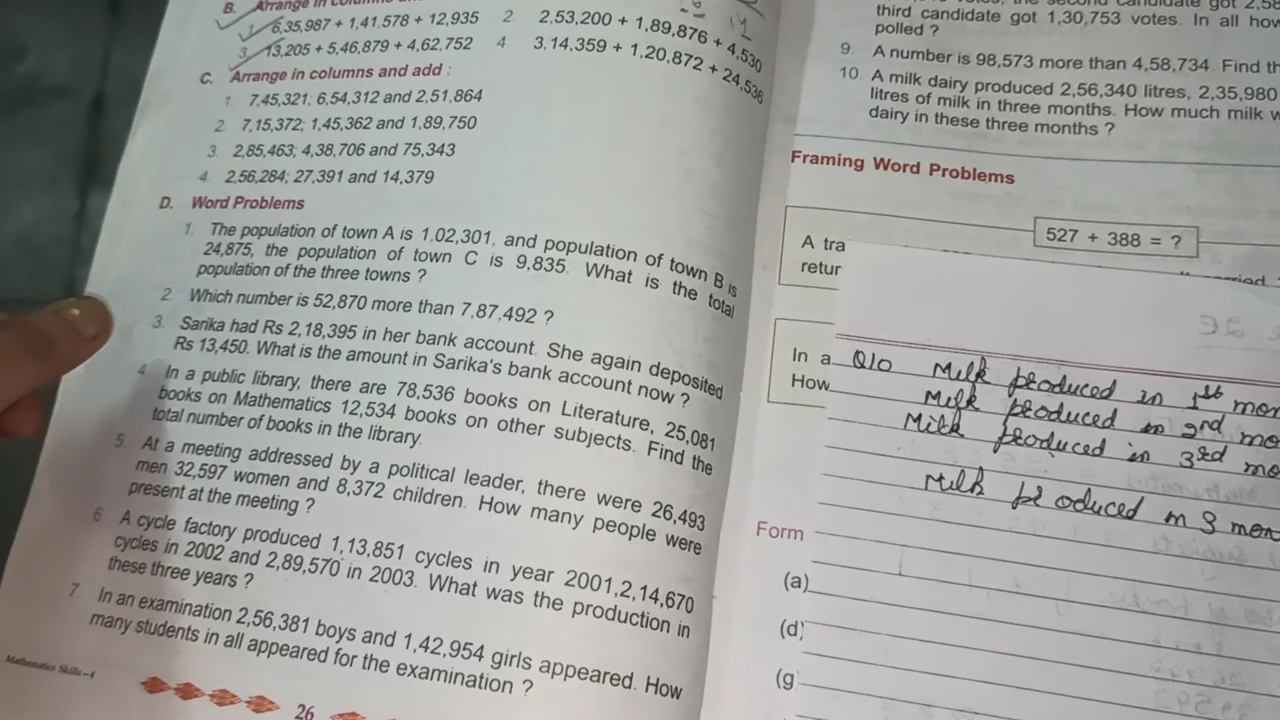 B. Arrange in columns and
1. 6,35,987 + 1,41,578 + 12,935
2 2,53,200 + 1,89,876 + 4,530
3. 13,205 + 5,46,879 + 4,62,752
4 3,14,359 + 1,20,872 + 24,536
C. Arrange in columns and add :
1. 7,45,321; 6,54,312 and 2,51,864
2. 7,15,372; 1,45,362 and 1,89,750
3. 2,85,463; 4,38,706 and 75,343
4. 2,56,284; 27,391 and 14,379
D. Word Problems
1. The population of town A is 1,02,301, and population of town B is
24,875, the population of town C is 9,835. What is the total
population of the three towns ?
2 Which number is 52,870 more than 7,87,492 ?
3. Sarika had Rs 2,18,395 in her bank account. She again deposited
Rs 13,450. What is the amount in Sarika's bank account now ?
4 In a public library, there are 78,536 books on Literature, 25,081
books on Mathematics 12,534 books on other subjects. Find the
total number of books in the library.
5. At a meeting addressed by a political leader, there were 26,493
men 32,597 women and 8,372 children. How many people were
present at the meeting ?
6 A cycle factory produced 1,13,851 cycles in year 2001,2,14,670
cycles in 2002 and 2,89,570 in 2003. What was the production in
these three years ?
7. In an examination 2,56,381 boys and 1,42,954 girls appeared. How
many students in all appeared for the examination ?
Mathematics Skills–4
26
third candidate got 1,30,753 votes. In all how
polled ?
9. A number is 98,573 more than 4,58,734. Find
10. A milk dairy produced 2,56,340 litres, 2,35,980
litres of milk in three months. How much milk
dairy in these three months ?
Framing Word Problems
527 + 388 = ?
A tra
retur
In a
How
Q10 Milk produced in 1st
Milk produced in 2nd
Milk produced in 3rd
Milk produced in 3
Form
(a)
(d)
(g